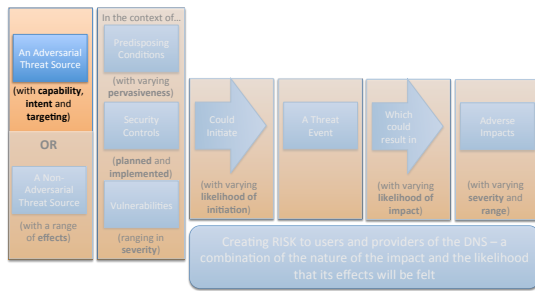 An Adversarial
Threat Source
(with capability,
intent and
targeting)
OR
A Non-
Adversarial
Threat Source
(with a range
of effects)
In the context of...
Predisposing
Conditions
(with varying
pervasiveness)
Security
Controls
(planned and
implemented)
Vulnerabilities
(ranging in
severity)
Could
Initiate
(with varying
likelihood of
initiation)
A Threat
Event
Which
could
result in
(with varying
likelihood of
impact)
Adverse
Impacts
(with varying
severity and
range)
Creating RISK to users and providers of the DNS – a
combination of the nature of the impact and the likelihood
that its effects will be felt